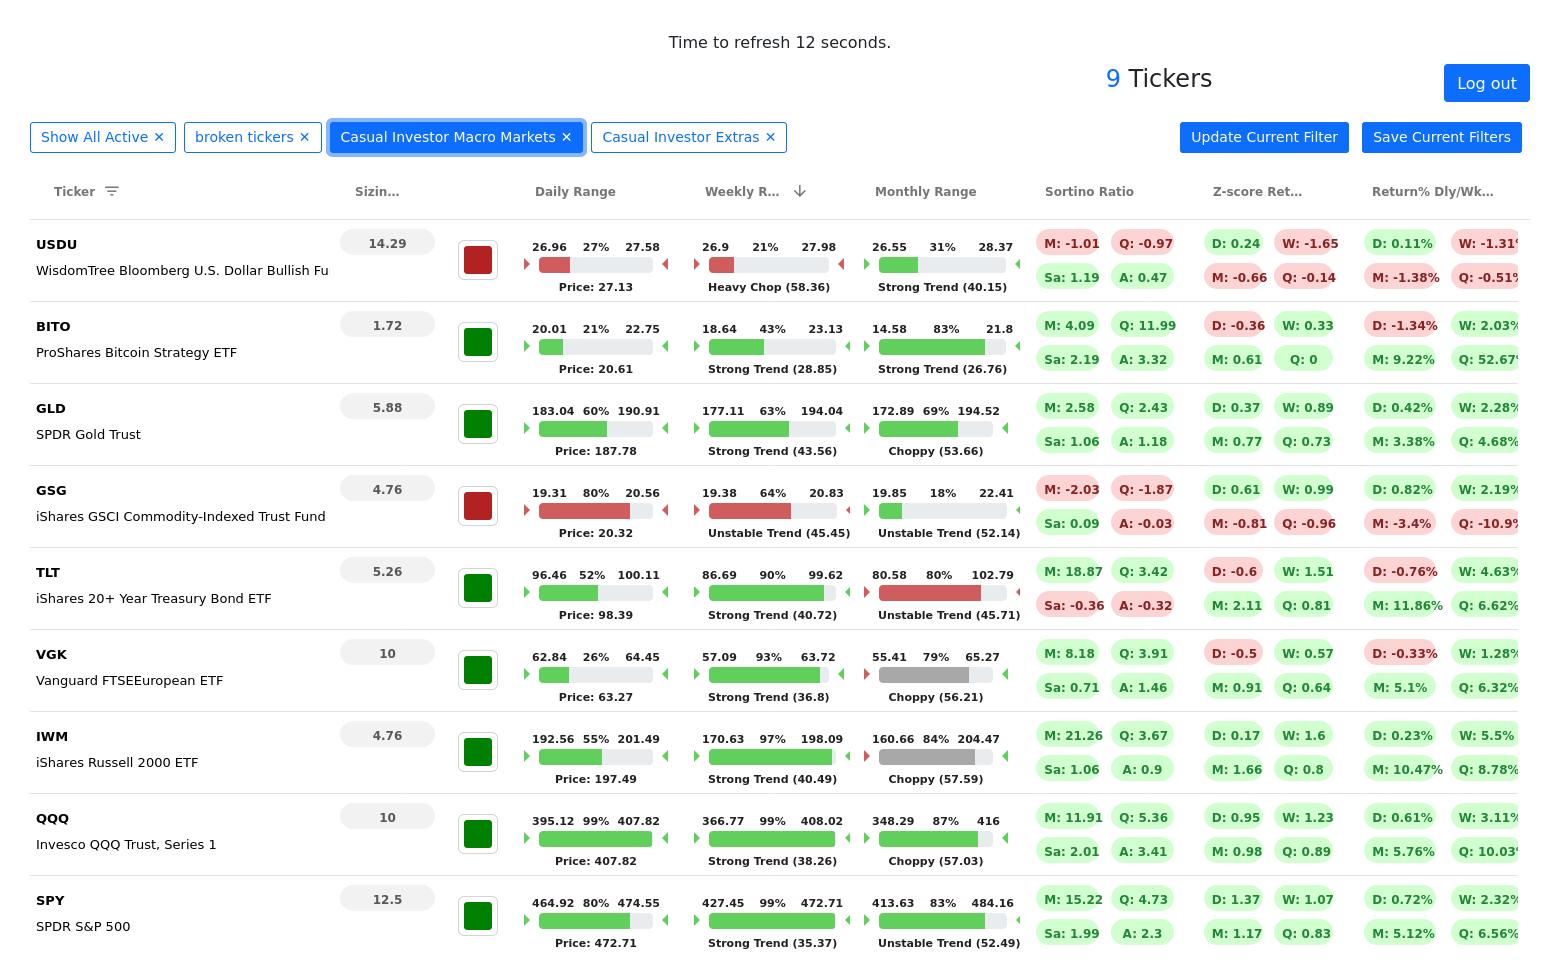 Time to refresh 12 seconds.
9 Tickers
Log out
Show All Active ✕ broken tickers ✕ Casual Investor Macro Markets ✕ Casual Investor Extras ✕ Update Current Filter Save Current Filters
Ticker Sizin... Daily Range Weekly R... Monthly Range Sortino Ratio Z-score Ret... Return% Dly/Wk...
USDU 14.29 M: -1.01 Q: -0.97 D: 0.24 W: -1.65 D: 0.11% W: -1.31%
26.96 27% 27.58 26.9 21% 27.98 26.55 31% 28.37
WisdomTree Bloomberg U.S. Dollar Bullish Fu Sa: 1.19 A: 0.47 M: -0.66 Q: -0.14 M: -1.38% Q: -0.51%
Price: 27.13 Heavy Chop (58.36) Strong Trend (40.15)
BITO 1.72 M: 4.09 Q: 11.99 D: -0.36 W: 0.33 D: -1.34% W: 2.03%
20.01 21% 22.75 18.64 43% 23.13 14.58 83% 21.8
ProShares Bitcoin Strategy ETF Sa: 2.19 A: 3.32 M: 0.61 Q: 0 M: 9.22% Q: 52.67%
Price: 20.61 Strong Trend (28.85) Strong Trend (26.76)
GLD 5.88 M: 2.58 Q: 2.43 D: 0.37 W: 0.89 D: 0.42% W: 2.28%
183.04 60% 190.91 177.11 63% 194.04 172.89 69% 194.52
SPDR Gold Trust Sa: 1.06 A: 1.18 M: 0.77 Q: 0.73 M: 3.38% Q: 4.68%
Price: 187.78 Strong Trend (43.56) Choppy (53.66)
GSG 4.76 M: -2.03 Q: -1.87 D: 0.61 W: 0.99 D: 0.82% W: 2.19%
19.31 80% 20.56 19.38 64% 20.83 19.85 18% 22.41
iShares GSCI Commodity-Indexed Trust Fund Sa: 0.09 A: -0.03 M: -0.81 Q: -0.96 M: -3.4% Q: -10.9%
Price: 20.32 Unstable Trend (45.45) Unstable Trend (52.14)
TLT 5.26 M: 18.87 Q: 3.42 D: -0.6 W: 1.51 D: -0.76% W: 4.63%
96.46 52% 100.11 86.69 90% 99.62 80.58 80% 102.79
iShares 20+ Year Treasury Bond ETF Sa: -0.36 A: -0.32 M: 2.11 Q: 0.81 M: 11.86% Q: 6.62%
Price: 98.39 Strong Trend (40.72) Unstable Trend (45.71)
VGK 10 M: 8.18 Q: 3.91 D: -0.5 W: 0.57 D: -0.33% W: 1.28%
62.84 26% 64.45 57.09 93% 63.72 55.41 79% 65.27
Vanguard FTSEEuropean ETF Sa: 0.71 A: 1.46 M: 0.91 Q: 0.64 M: 5.1% Q: 6.32%
Price: 63.27 Strong Trend (36.8) Choppy (56.21)
IWM 4.76 M: 21.26 Q: 3.67 D: 0.17 W: 1.6 D: 0.23% W: 5.5%
192.56 55% 201.49 170.63 97% 198.09 160.66 84% 204.47
iShares Russell 2000 ETF Sa: 1.06 A: 0.9 M: 1.66 Q: 0.8 M: 10.47% Q: 8.78%
Price: 197.49 Strong Trend (40.49) Choppy (57.59)
QQQ 10 M: 11.91 Q: 5.36 D: 0.95 W: 1.23 D: 0.61% W: 3.11%
395.12 99% 407.82 366.77 99% 408.02 348.29 87% 416
Invesco QQQ Trust, Series 1 Sa: 2.01 A: 3.41 M: 0.98 Q: 0.89 M: 5.76% Q: 10.03%
Price: 407.82 Strong Trend (38.26) Choppy (57.03)
SPY 12.5 M: 15.22 Q: 4.73 D: 1.37 W: 1.07 D: 0.72% W: 2.32%
464.92 80% 474.55 427.45 99% 472.71 413.63 83% 484.16
SPDR S&P 500 Sa: 1.99 A: 2.3 M: 1.17 Q: 0.83 M: 5.12% Q: 6.56%
Price: 472.71 Strong Trend (35.37) Unstable Trend (52.49)